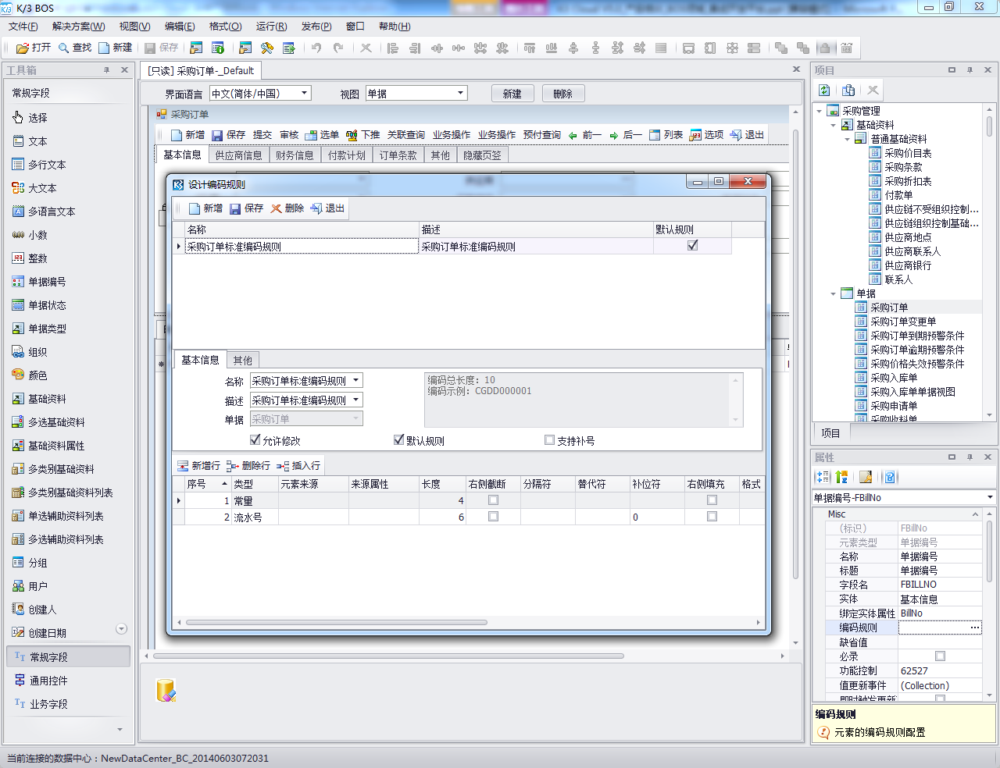 K/3 BOS
文件(F) 解决方案(W) 视图(V) 编辑(E) 格式(O) 运行(R) 发布(P) 窗口 帮助(H)
打开 查找 新建 保存
工具箱
常规字段
选择
文本
多行文本
大文本
多语言文本
小数
整数
单据编号
单据状态
单据类型
组织
颜色
基础资料
多选基础资料
基础资料属性
多类别基础资料
多类别基础资料列表
单选辅助资料列表
多选辅助资料列表
分组
用户
创建人
创建日期
常规字段
通用控件
业务字段
[只读] 采购订单-_Default
界面语言 中文(简体/中国) 视图 单据 新建 删除
采购订单
新增 保存 提交 审核 选单 下推 关联查询 业务操作 业务操作 预付查询 前一 后一 列表 选项 退出
基本信息 供应商信息 财务信息 付款计划 订单条款 其他 隐藏页签
设计编码规则
新增 保存 删除 退出
名称 描述 默认规则
采购订单标准编码规则 采购订单标准编码规则
基本信息 其他
名称 采购订单标准编码规则
描述 采购订单标准编码规则
单据 采购订单
编码总长度: 10
编码示例: CGDD000001
允许修改 默认规则 支持补号
新增行 删除行 插入行
序号 类型 元素来源 来源属性 长度 右侧截断 分隔符 替代符 补位符 右侧填充 格式
1 常量 4
2 流水号 6 0
项目
采购管理
基础资料
普通基础资料
采购价目表
采购条款
采购折扣表
付款单
供应链不受组织控制...
供应链组织控制基础...
供应商地点
供应商联系人
供应商银行
联系人
单据
采购订单
采购订单变更单
采购订单到期预警条件
采购订单逾期预警条件
采购价格失效预警条件
采购入库单
采购入库单单据视图
采购申请单
采购收料单
项目
属性
单据编号-FBillNo
Misc
(标识) FBillNo
元素类型 单据编号
名称 单据编号
标题 单据编号
字段名 FBILLNO
实体 基本信息
绑定实体属性 BillNo
编码规则 ...
缺省值
必录
功能控制 62527
值更新事件 (Collection)
即时触发更新
编码规则
元素的编码规则配置
当前连接的数据中心：NewDataCenter_BC_20140603072031